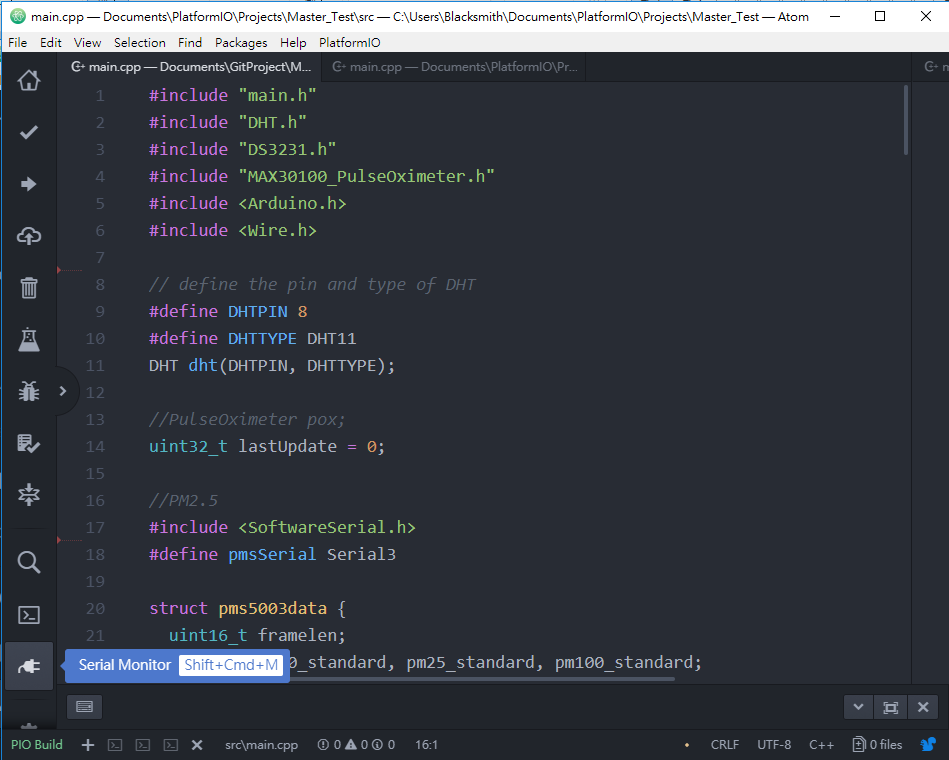 main.cpp — Documents\PlatformIO\Projects\Master_Test\src — C:\Users\Blacksmith\Documents\PlatformIO\Projects\Master_Test — Atom
File Edit View Selection Find Packages Help PlatformIO
main.cpp — Documents\GitProject\M... main.cpp — Documents\PlatformIO\Pr...
1 #include "main.h"
2 #include "DHT.h"
3 #include "DS3231.h"
4 #include "MAX30100_PulseOximeter.h"
5 #include <Arduino.h>
6 #include <Wire.h>
7
8 // define the pin and type of DHT
9 #define DHTPIN 8
10 #define DHTTYPE DHT11
11 DHT dht(DHTPIN, DHTTYPE);
12
13 //PulseOximeter pox;
14 uint32_t lastUpdate = 0;
15
16 //PM2.5
17 #include <SoftwareSerial.h>
18 #define pmsSerial Serial3
19
20 struct pms5003data {
21 uint16_t framelen;
Serial Monitor Shift+Cmd+M 0_standard, pm25_standard, pm100_standard;
PIO Build src\main.cpp 0 0 0 16:1 CRLF UTF-8 C++ 0 files